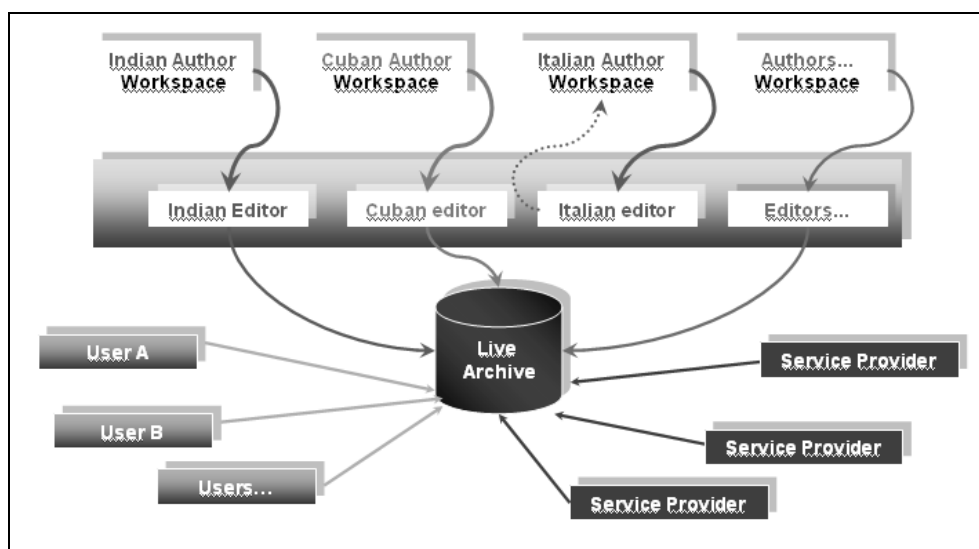 Indian Author
Workspace
Cuban Author
Workspace
Italian Author
Workspace
Authors...
Workspace
Indian Editor
Cuban editor
Italian editor
Editors...
Live
Archive
User A
User B
Users...
Service Provider
Service Provider
Service Provider